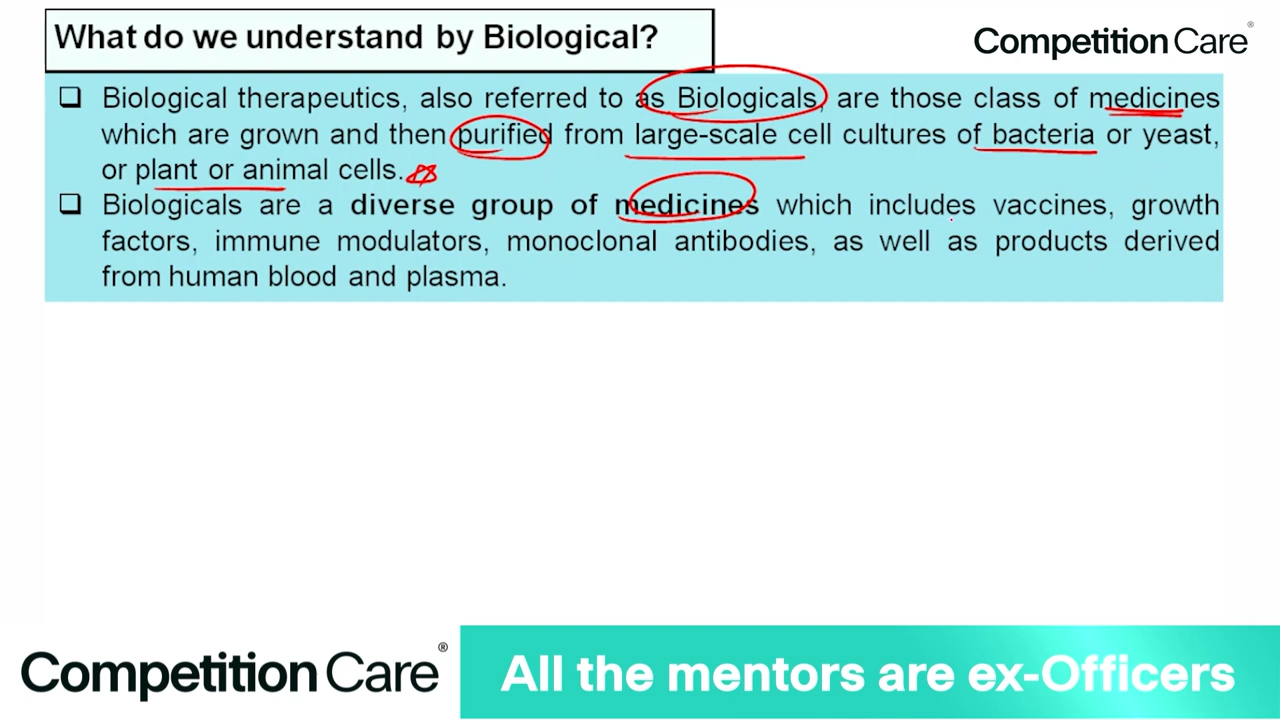 What do we understand by Biological?
Competition Care®
❑ Biological therapeutics, also referred to as Biologicals, are those class of medicines
which are grown and then purified from large-scale cell cultures of bacteria or yeast,
or plant or animal cells.
❑ Biologicals are a diverse group of medicines which includes vaccines, growth
factors, immune modulators, monoclonal antibodies, as well as products derived
from human blood and plasma.
Competition Care®
All the mentors are ex-Officers